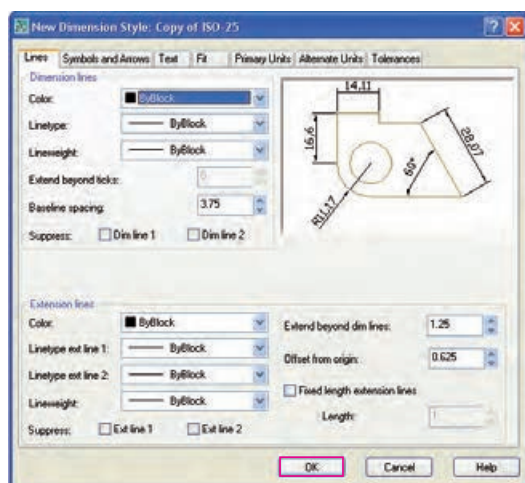 New Dimension Style: Copy of ISO-25
Lines Symbols and Arrows Text Fit Primary Units Alternate Units Tolerances
Dimension lines
Color: ByBlock
Linetype: ByBlock
Lineweight: ByBlock
Extend beyond ticks: 0
Baseline spacing: 3.75
Suppress: Dim line 1 Dim line 2
14,11
16,6
28,07
60°
R11,17
Extension lines
Color: ByBlock
Linetype ext line 1: ByBlock
Linetype ext line 2: ByBlock
Lineweight: ByBlock
Suppress: Ext line 1 Ext line 2
Extend beyond dim lines: 1.25
Offset from origin: 0.625
Fixed length extension lines
Length: 1
OK Cancel Help